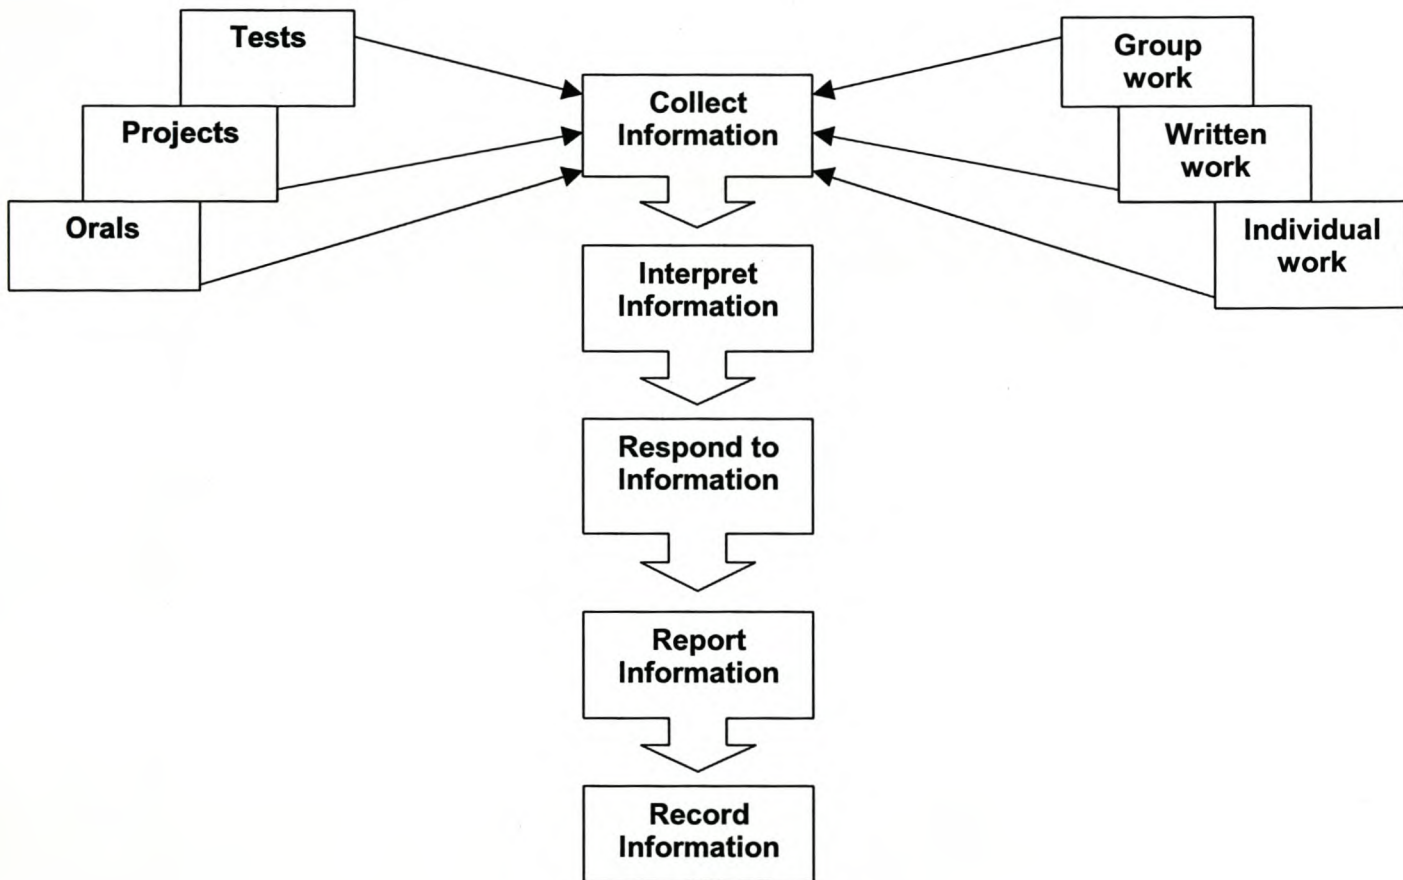 Tests
Projects
Orals
Collect
Information
Group
work
Written
work
Individual
work
Interpret
Information
Respond to
Information
Report
Information
Record
Information